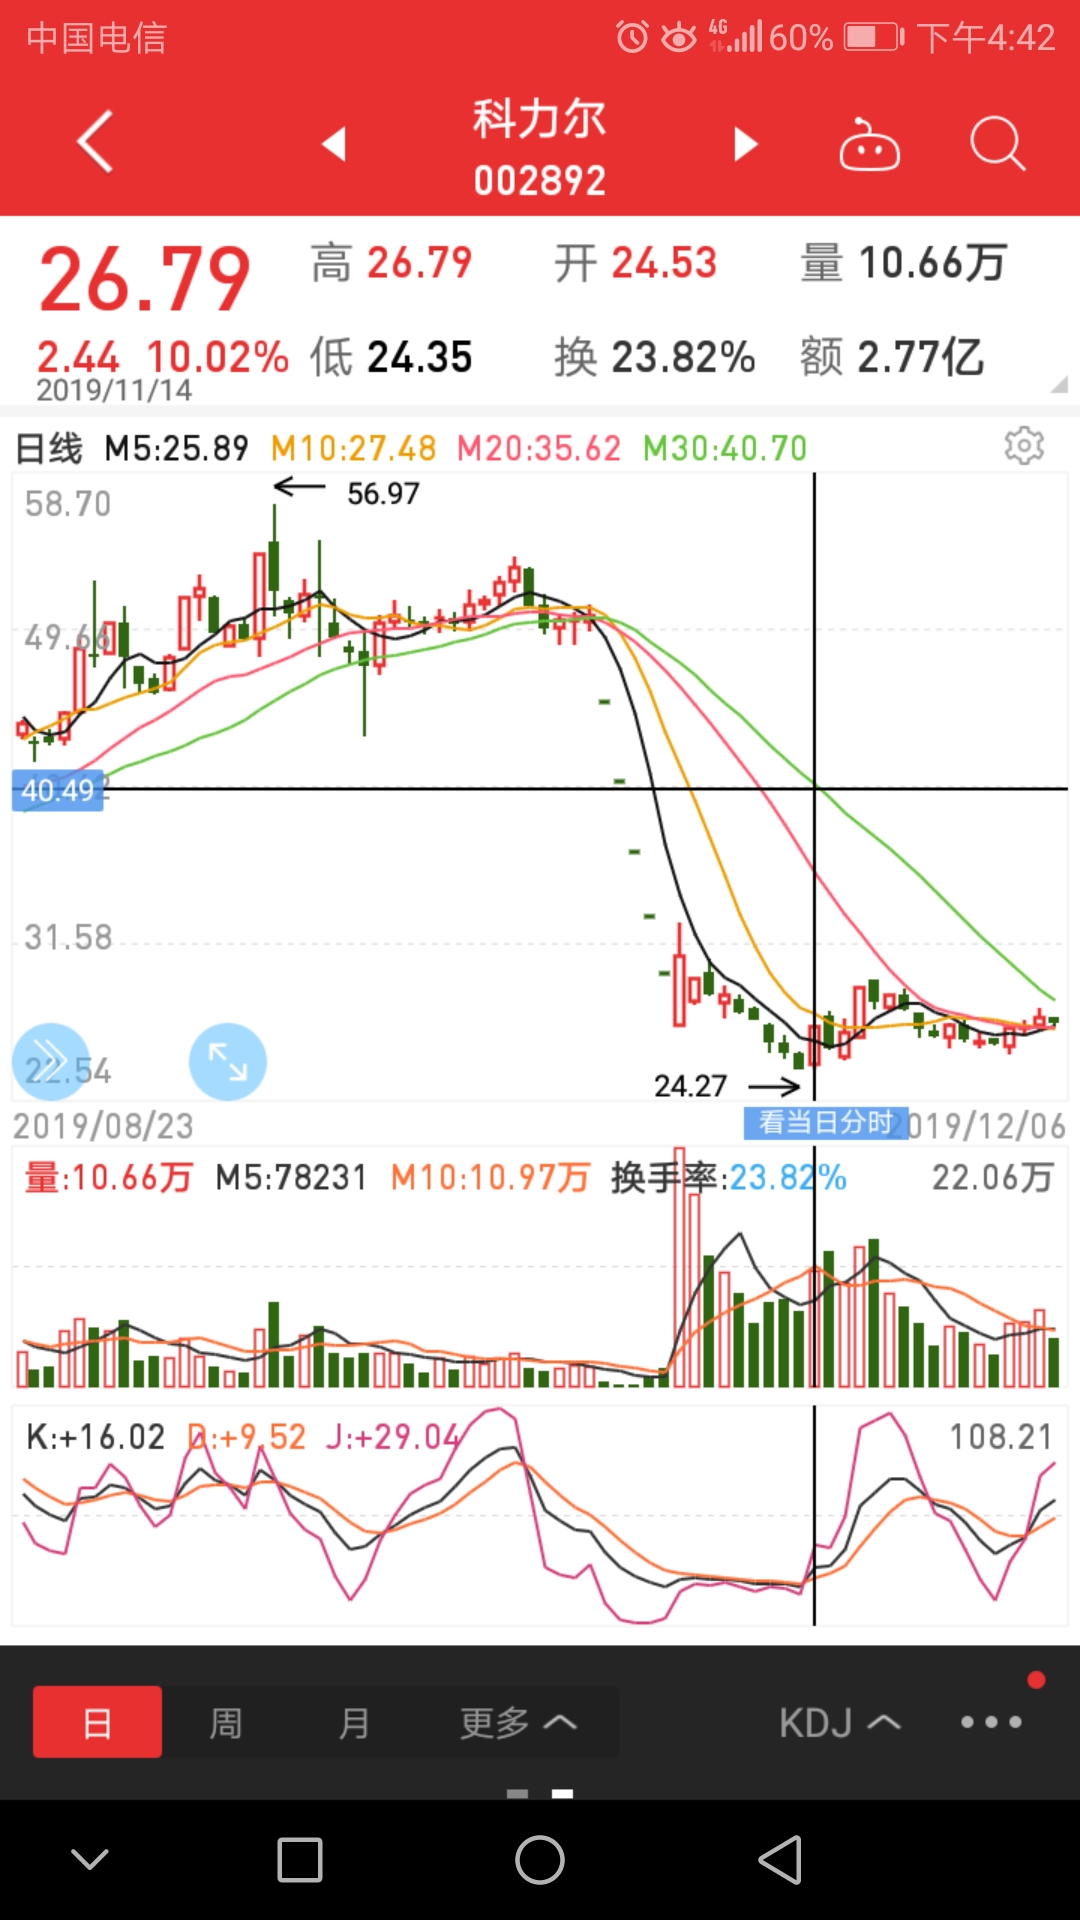 中国电信 4G 60% 下午4:42
科力尔
002892
26.79 高 26.79 开 24.53 量 10.66万
2.44 10.02% 低 24.35 换 23.82% 额 2.77亿
2019/11/14
日线 M5:25.89 M10:27.48 M20:35.62 M30:40.70
58.70
56.97
49.66
40.49
31.58
22.54
24.27
2019/08/23 看当日分时 2019/12/06
量:10.66万 M5:78231 M10:10.97万 换手率:23.82% 22.06万
K:+16.02 D:+9.52 J:+29.04 108.21
日 周 月 更多 KDJ